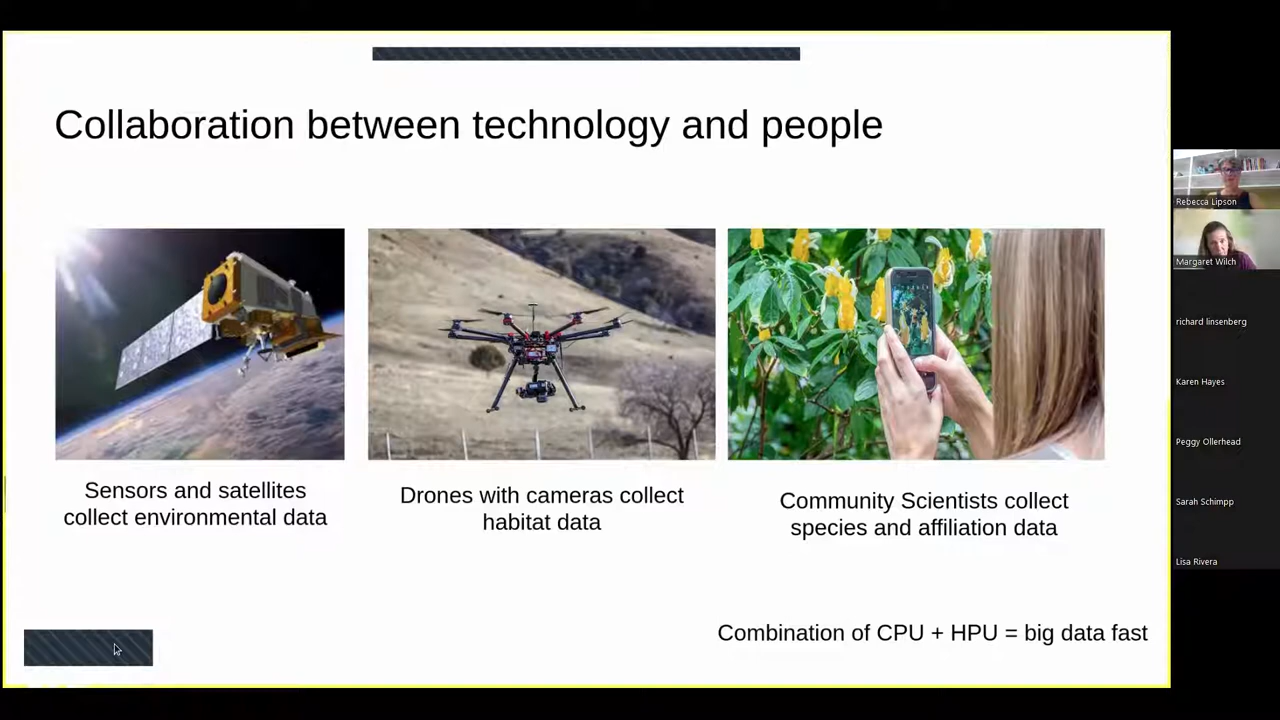 Collaboration between technology and people
Sensors and satellites
collect environmental data
Drones with cameras collect
habitat data
Community Scientists collect
species and affiliation data
Combination of CPU + HPU = big data fast
Rebecca Lipson
Margaret Wilch
richard linsenberg
Karen Hayes
Peggy Ollerhead
Sarah Schimpp
Lisa Rivera